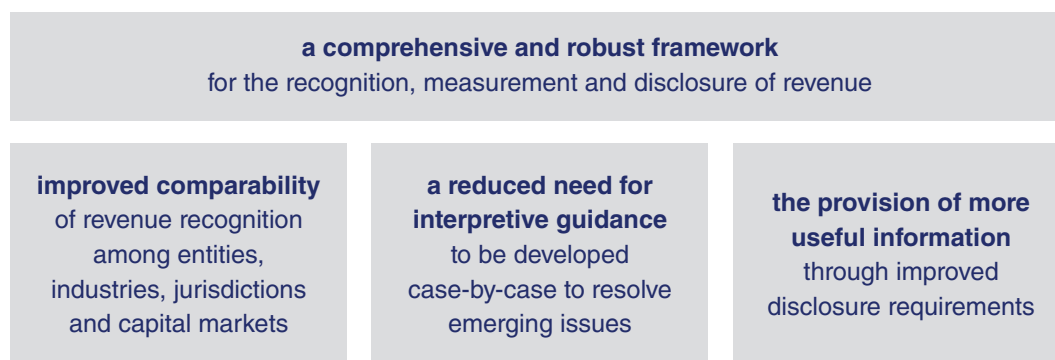 a comprehensive and robust framework
for the recognition, measurement and disclosure of revenue
improved comparability
of revenue recognition
among entities,
industries, jurisdictions
and capital markets
a reduced need for
interpretive guidance
to be developed
case-by-case to resolve
emerging issues
the provision of more
useful information
through improved
disclosure requirements